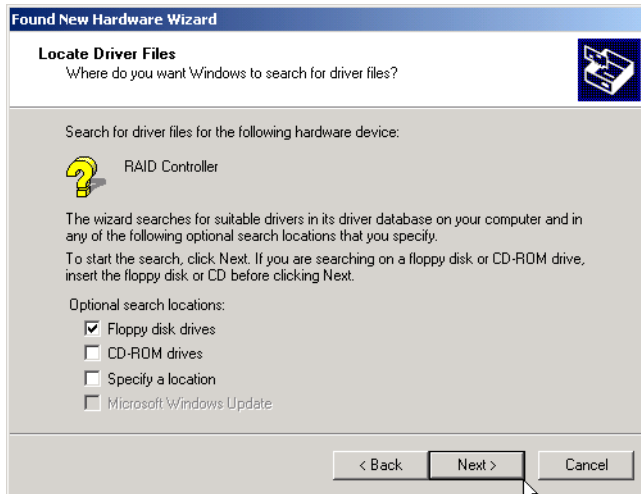 Found New Hardware Wizard
Locate Driver Files
Where do you want Windows to search for driver files?
Search for driver files for the following hardware device:
RAID Controller
The wizard searches for suitable drivers in its driver database on your computer and in
any of the following optional search locations that you specify.
To start the search, click Next. If you are searching on a floppy disk or CD-ROM drive,
insert the floppy disk or CD before clicking Next.
Optional search locations:
Floppy disk drives
CD-ROM drives
Specify a location
Microsoft Windows Update
< Back Next > Cancel